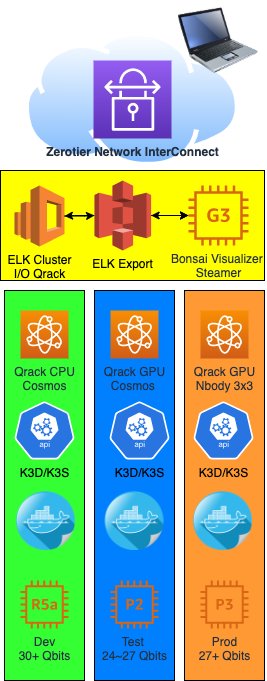 Zerotier Network InterConnect
G3
ELK Cluster
I/O Qrack
ELK Export
Bonsai Visualizer
Steamer
Qrack CPU
Cosmos
Qrack GPU
Cosmos
Qrack GPU
Nbody 3x3
api
api
api
K3D/K3S
K3D/K3S
K3D/K3S
R5a
P2
P3
Dev
30+ Qbits
Test
24~27 Qbits
Prod
27+ Qbits